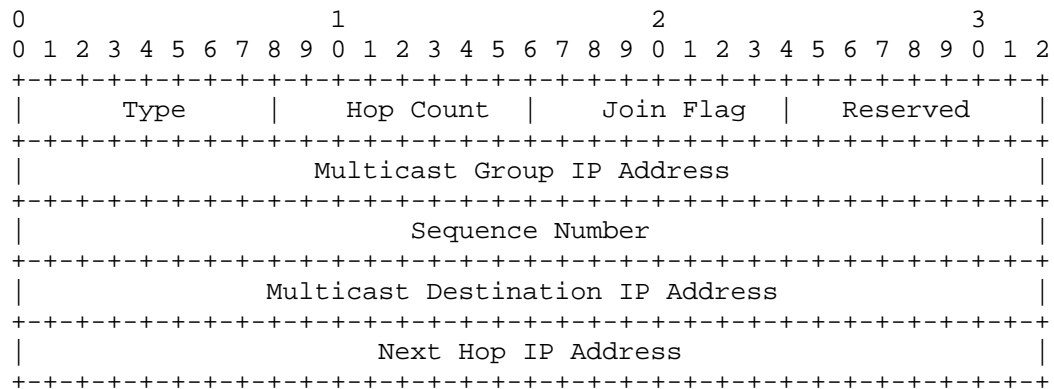 0                   1                   2                   3
0 1 2 3 4 5 6 7 8 9 0 1 2 3 4 5 6 7 8 9 0 1 2 3 4 5 6 7 8 9 0 1 2
+-+-+-+-+-+-+-+-+-+-+-+-+-+-+-+-+-+-+-+-+-+-+-+-+-+-+-+-+-+-+-+-+
|      Type     |    Hop Count  |    Join Flag  |   Reserved    |
+-+-+-+-+-+-+-+-+-+-+-+-+-+-+-+-+-+-+-+-+-+-+-+-+-+-+-+-+-+-+-+-+
|                  Multicast Group IP Address                   |
+-+-+-+-+-+-+-+-+-+-+-+-+-+-+-+-+-+-+-+-+-+-+-+-+-+-+-+-+-+-+-+-+
|                        Sequence Number                        |
+-+-+-+-+-+-+-+-+-+-+-+-+-+-+-+-+-+-+-+-+-+-+-+-+-+-+-+-+-+-+-+-+
|               Multicast Destination IP Address                |
+-+-+-+-+-+-+-+-+-+-+-+-+-+-+-+-+-+-+-+-+-+-+-+-+-+-+-+-+-+-+-+-+
|                      Next Hop IP Address                      |
+-+-+-+-+-+-+-+-+-+-+-+-+-+-+-+-+-+-+-+-+-+-+-+-+-+-+-+-+-+-+-+-+